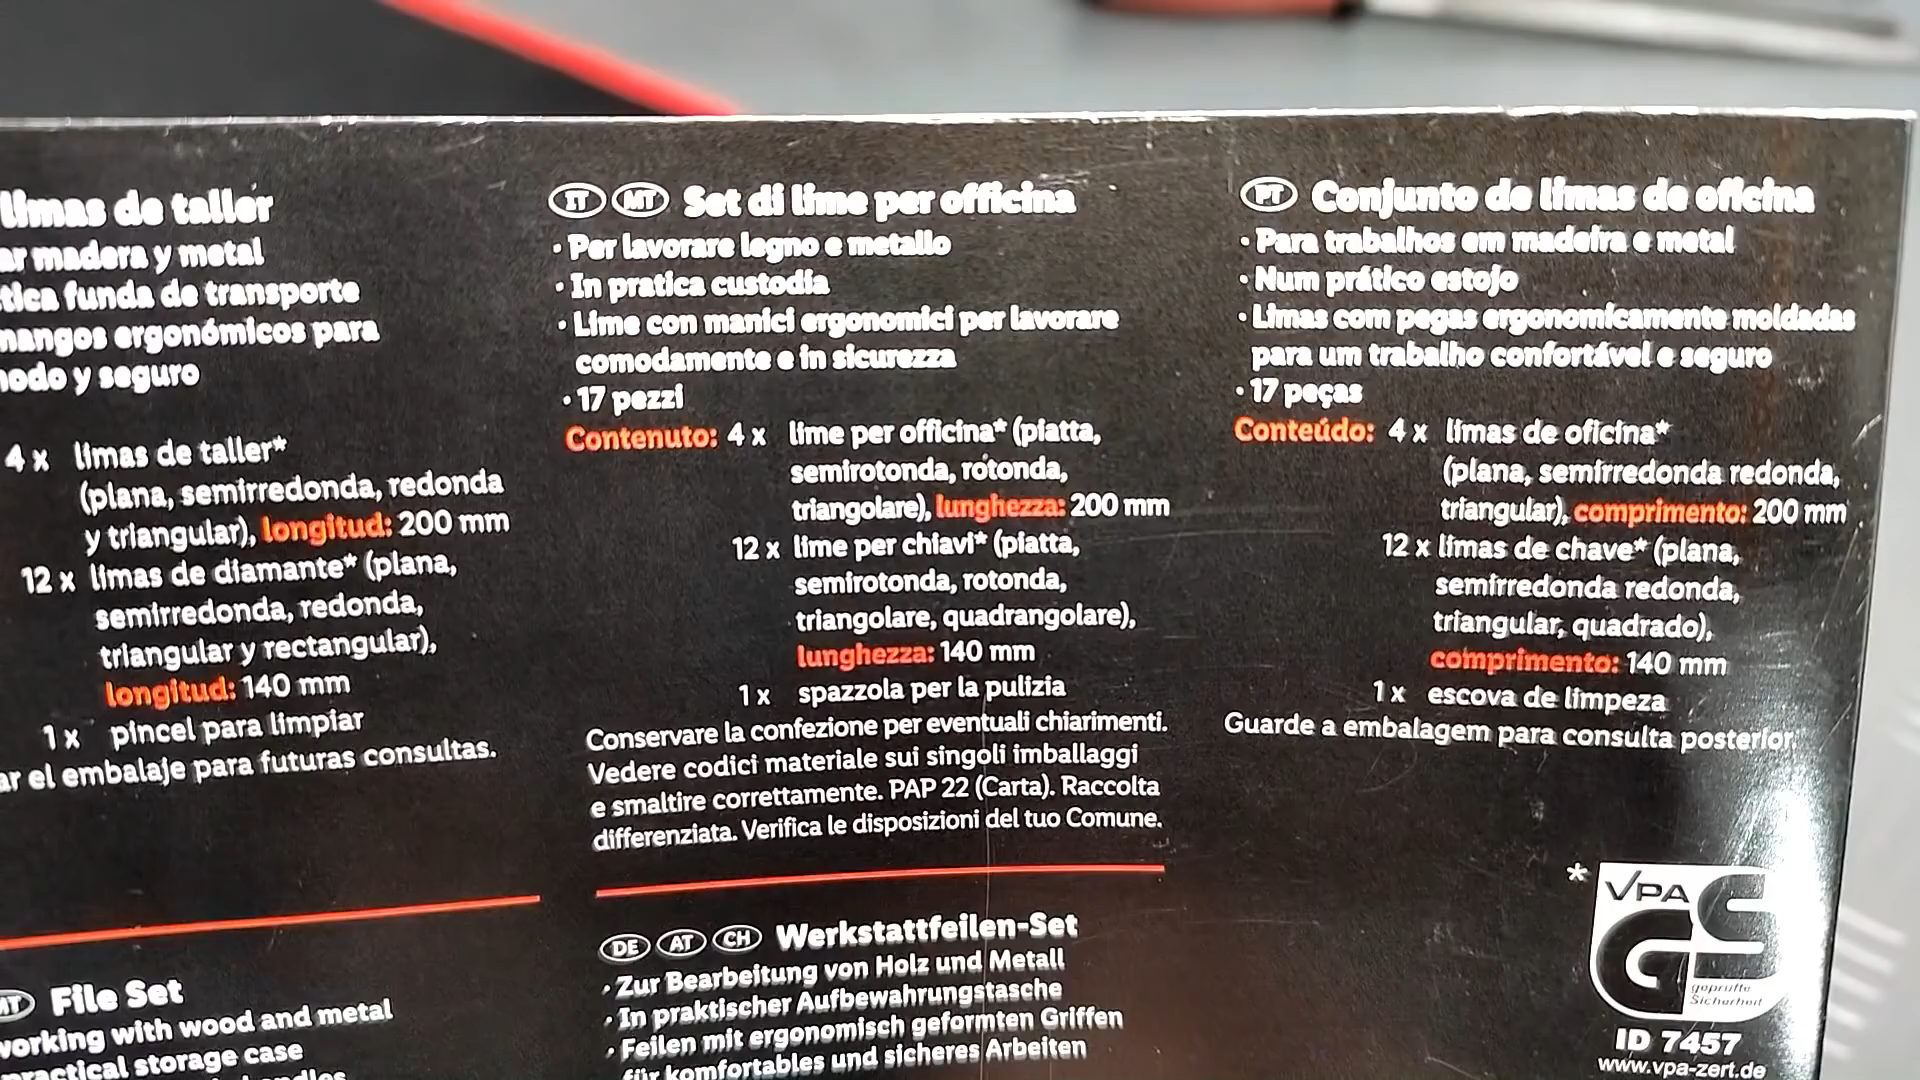 limas de taller
ar madera y metal
tica funda de transporte
mangos ergonómicos para
y seguro
4 x limas de taller*
(plana, semirredonda, redonda
y triangular), longitud: 200 mm
12 x limas de diamante* (plana,
semirredonda, redonda,
triangular y rectangular),
longitud: 140 mm
1 x pincel para limpiar
ar el embalaje para futuras consultas.
IT MT Set di lime per officina
· Per lavorare legno e metallo
· In pratica custodia
· Lime con manici ergonomici per lavorare
comodamente e in sicurezza
· 17 pezzi
Contenuto: 4 x lime per officina* (piatta,
semirotonda, rotonda,
triangolare), lunghezza: 200 mm
12 x lime per chiavi* (piatta,
semirotonda, rotonda,
triangolare, quadrangolare),
lunghezza: 140 mm
1 x spazzola per la pulizia
Conservare la confezione per eventuali chiarimenti.
Vedere codici materiale sui singoli imballaggi
e smaltire correttamente. PAP 22 (Carta). Raccolta
differenziata. Verifica le disposizioni del tuo Comune.
PT Conjunto de limas de oficina
· Para trabalhos em madeira e metal
· Num prático estojo
· Limas com pegas ergonomicamente moldadas
para um trabalho confortável e seguro
· 17 peças
Conteúdo: 4 x limas de oficina*
(plana, semirredonda redonda,
triangular), comprimento: 200 mm
12 x limas de chave* (plana,
semirredonda redonda,
triangular, quadrado),
comprimento: 140 mm
1 x escova de limpeza
Guarde a embalagem para consulta posterior.
MT File Set
working with wood and metal
practical storage case
DE AT CH Werkstattfeilen-Set
· Zur Bearbeitung von Holz und Metall
· In praktischer Aufbewahrungstasche
· Feilen mit ergonomisch geformten Griffen
für komfortables und sicheres Arbeiten
* VPA
GS
geprüfte
Sicherheit
ID 7457
www.vpa-zert.de